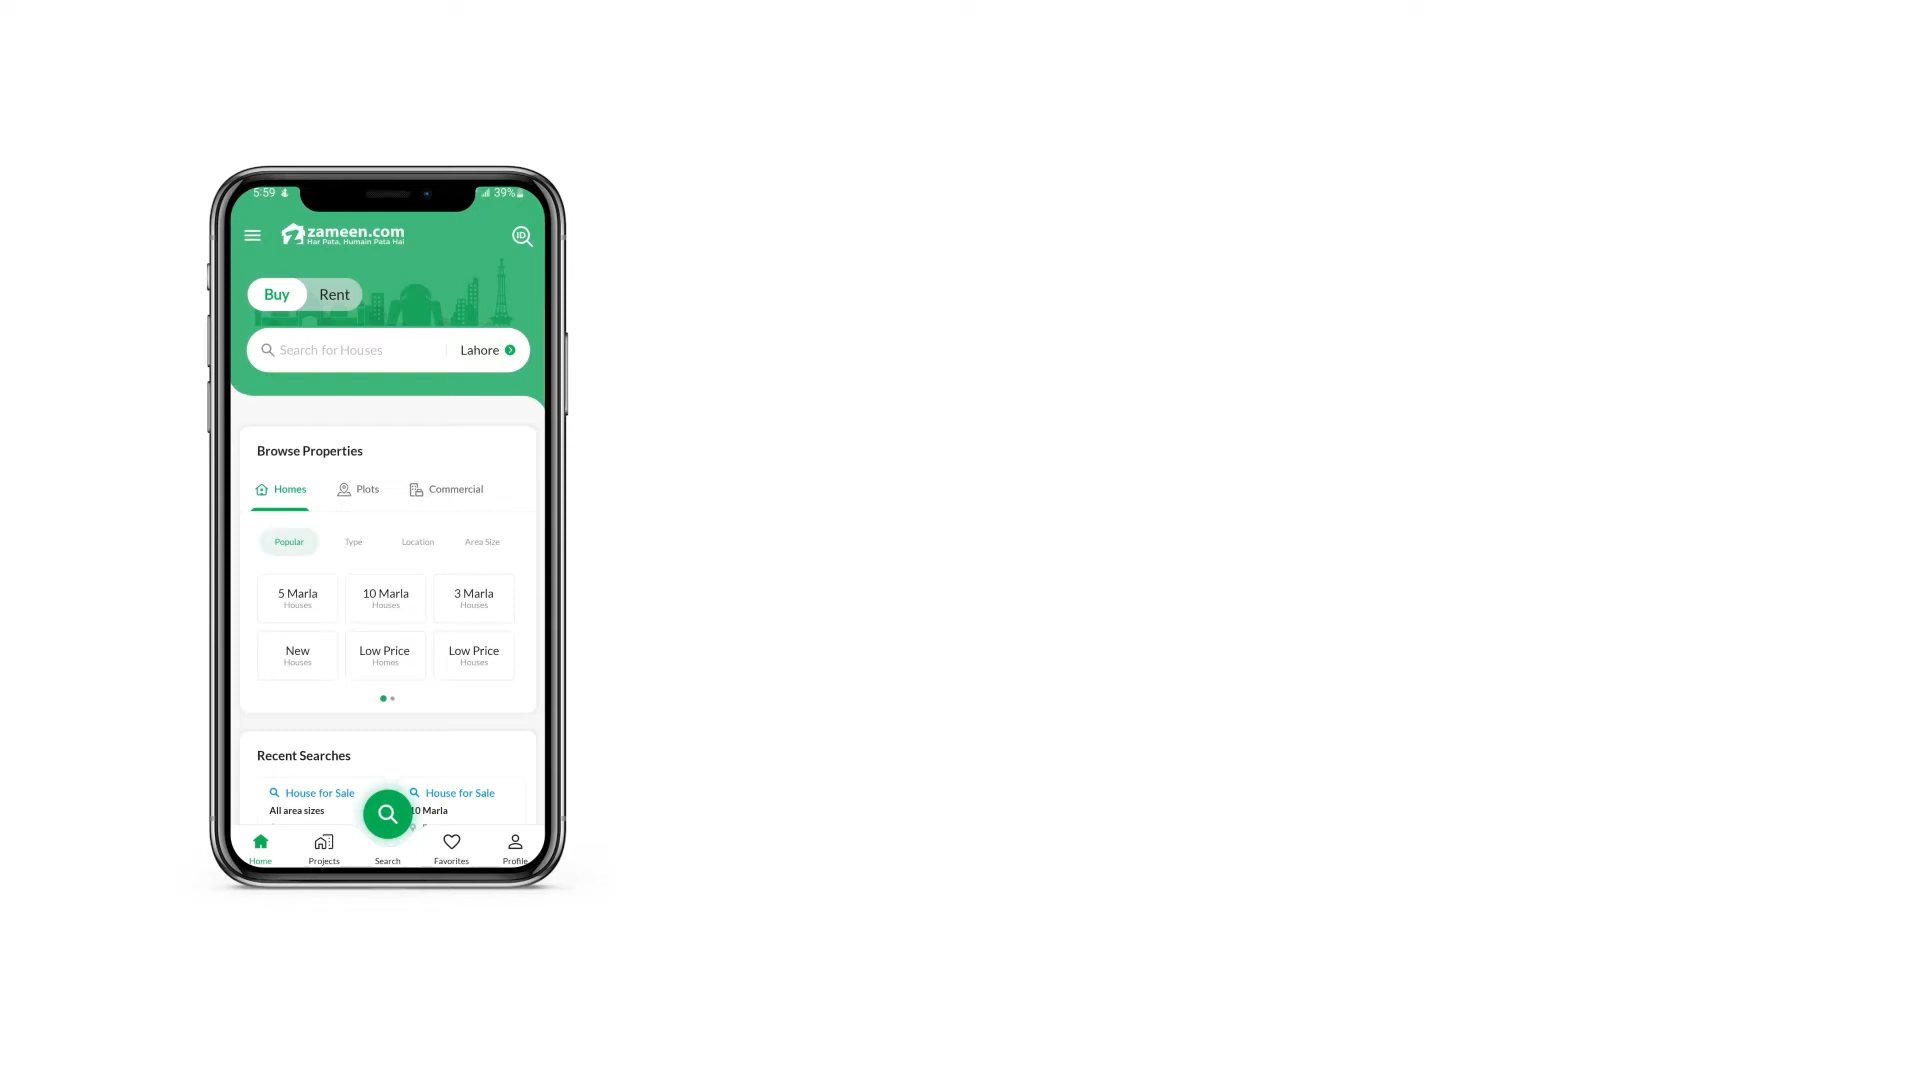 5:59
39%
zameen.com
Har Pata, Humain Pata Hai
ID
Buy Rent
Search for Houses
Lahore
Browse Properties
Homes Plots Commercial
Popular Type Location Area Size
5 Marla 10 Marla 3 Marla
Houses Houses Houses
New Low Price Low Price
Houses Homes Houses
Recent Searches
House for Sale House for Sale
All area sizes 10 Marla
Home Projects Search Favorites Profile